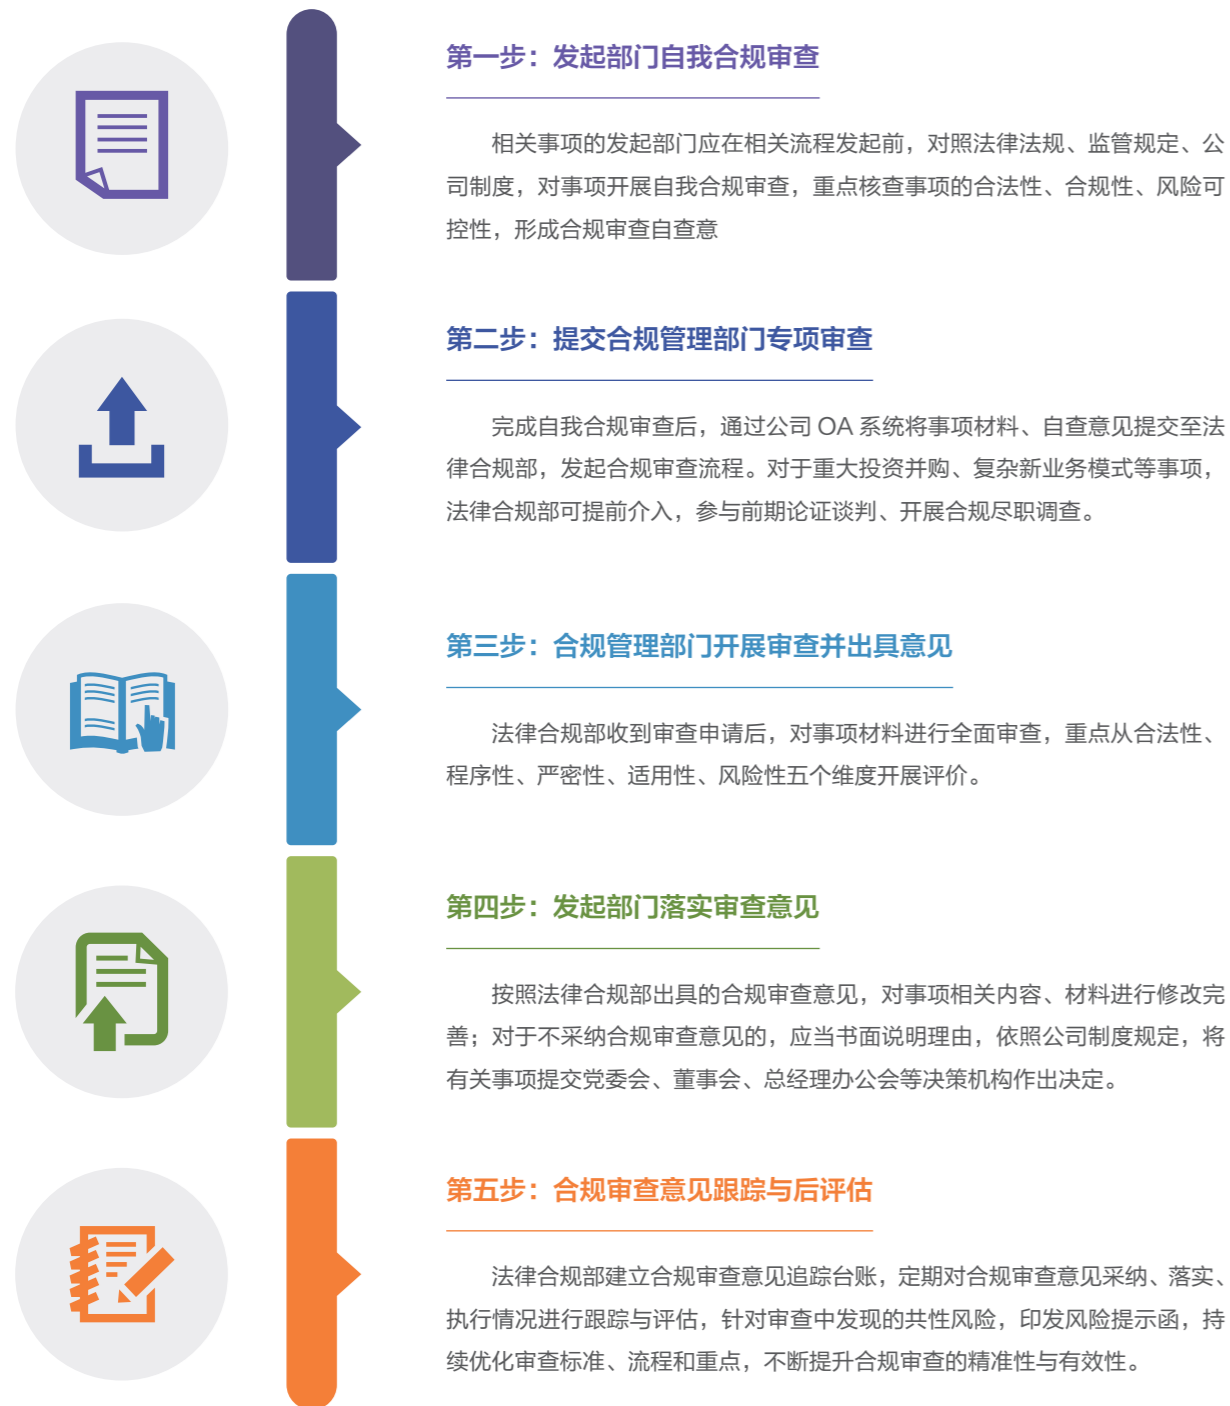 第一步：发起部门自我合规审查
相关事项的发起部门应在相关流程发起前，对照法律法规、监管规定、公
司制度，对事项开展自我合规审查，重点核查事项的合法性、合规性、风险可
控性，形成合规审查自查意
第二步：提交合规管理部门专项审查
完成自我合规审查后，通过公司 OA 系统将事项材料、自查意见提交至法
律合规部，发起合规审查流程。对于重大投资并购、复杂新业务模式等事项，
法律合规部可提前介入，参与前期论证谈判、开展合规尽职调查。
第三步：合规管理部门开展审查并出具意见
法律合规部收到审查申请后，对事项材料进行全面审查，重点从合法性、
程序性、严密性、适用性、风险性五个维度开展评价。
第四步：发起部门落实审查意见
按照法律合规部出具的合规审查意见，对事项相关内容、材料进行修改完
善；对于不采纳合规审查意见的，应当书面说明理由，依照公司制度规定，将
有关事项提交党委会、董事会、总经理办公会等决策机构作出决定。
第五步：合规审查意见跟踪与后评估
法律合规部建立合规审查意见追踪台账，定期对合规审查意见采纳、落实、
执行情况进行跟踪与评估，针对审查中发现的共性风险，印发风险提示函，持
续优化审查标准、流程和重点，不断提升合规审查的精准性与有效性。